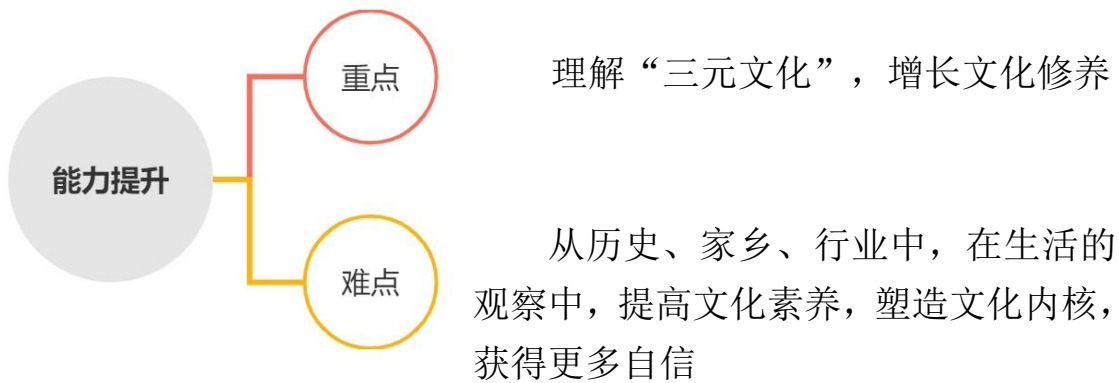 重点
理解“三元文化”，增长文化修养
能力提升
难点
从历史、家乡、行业中，在生活的
观察中，提高文化素养，塑造文化内核，
获得更多自信